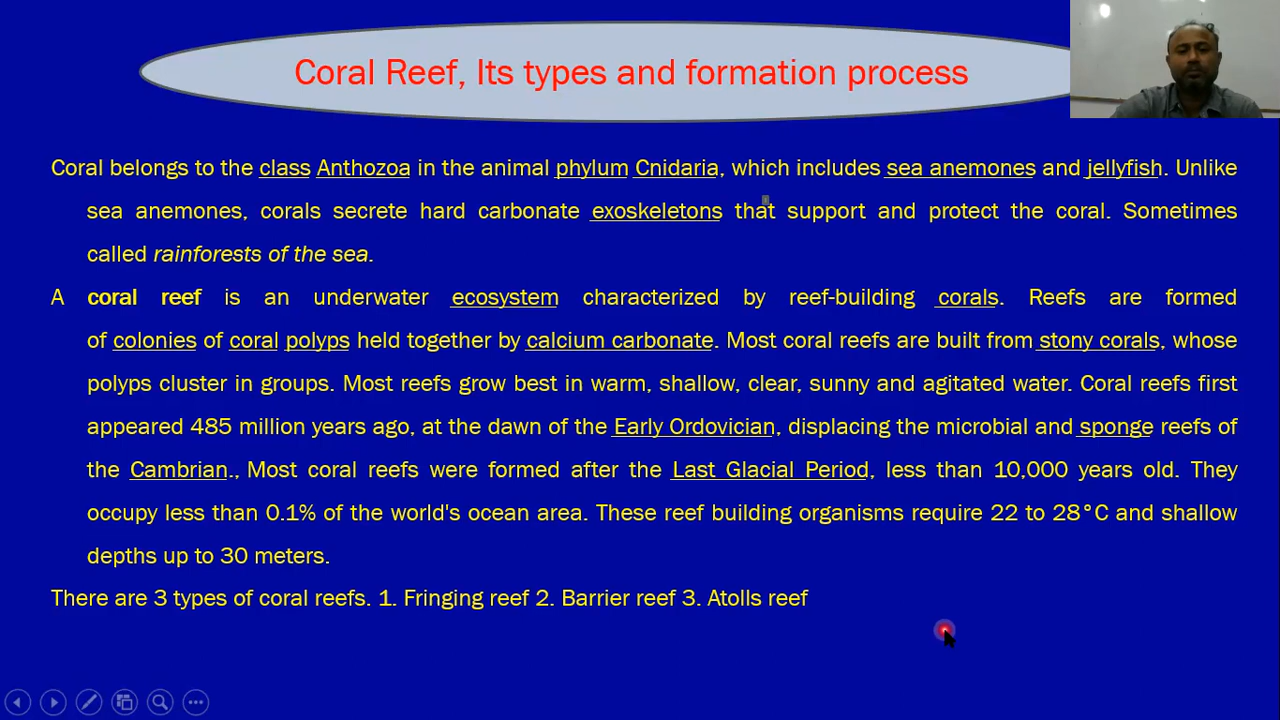 Coral Reef, Its types and formation process
Coral belongs to the class Anthozoa in the animal phylum Cnidaria, which includes sea anemones and jellyfish. Unlike
sea anemones, corals secrete hard carbonate exoskeletons that support and protect the coral. Sometimes
called rainforests of the sea.
A coral reef is an underwater ecosystem characterized by reef-building corals. Reefs are formed
of colonies of coral polyps held together by calcium carbonate. Most coral reefs are built from stony corals, whose
polyps cluster in groups. Most reefs grow best in warm, shallow, clear, sunny and agitated water. Coral reefs first
appeared 485 million years ago, at the dawn of the Early Ordovician, displacing the microbial and sponge reefs of
the Cambrian., Most coral reefs were formed after the Last Glacial Period, less than 10,000 years old. They
occupy less than 0.1% of the world's ocean area. These reef building organisms require 22 to 28°C and shallow
depths up to 30 meters.
There are 3 types of coral reefs. 1. Fringing reef 2. Barrier reef 3. Atolls reef